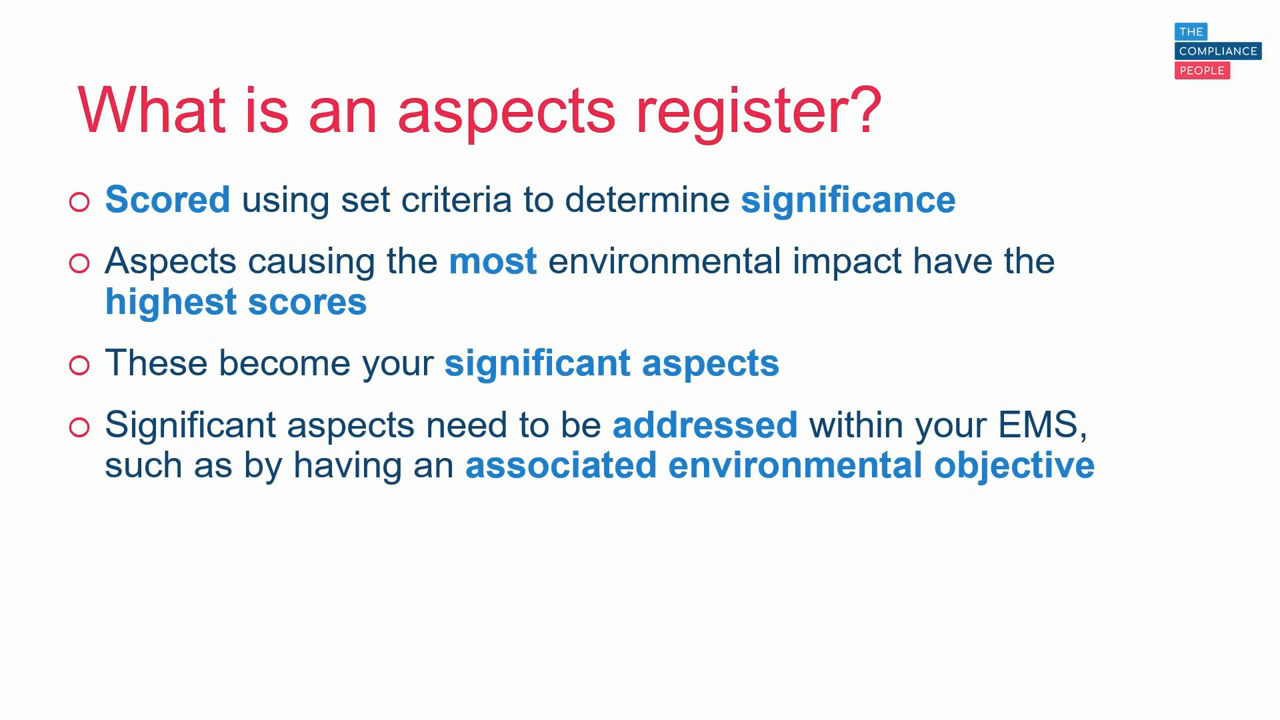 THE
COMPLIANCE
PEOPLE
What is an aspects register?
Scored using set criteria to determine significance
Aspects causing the most environmental impact have the
highest scores
These become your significant aspects
Significant aspects need to be addressed within your EMS,
such as by having an associated environmental objective